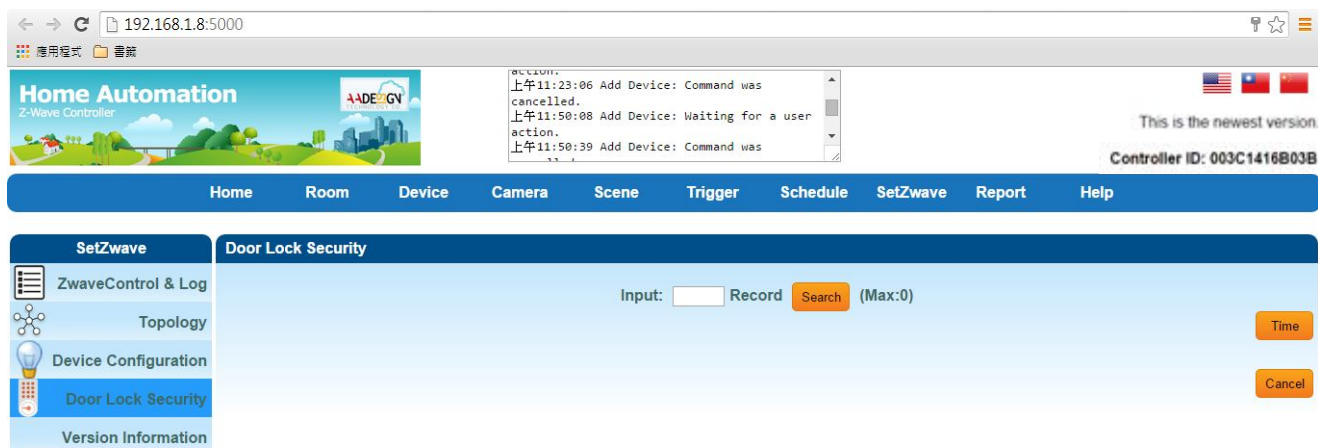 192.168.1.8:5000
應用程式 書籤
Home Automation
Z-Wave Controller
AADESIGN
action.
上午11:23:06 Add Device: Command was
cancelled.
上午11:50:08 Add Device: Waiting for a user
action.
上午11:50:39 Add Device: Command was
This is the newest version.
Controller ID: 003C1416B03B
Home Room Device Camera Scene Trigger Schedule SetZwave Report Help
SetZwave
Door Lock Security
ZwaveControl & Log
Topology
Device Configuration
Door Lock Security
Version Information
Input: Record Search (Max:0)
Time
Cancel